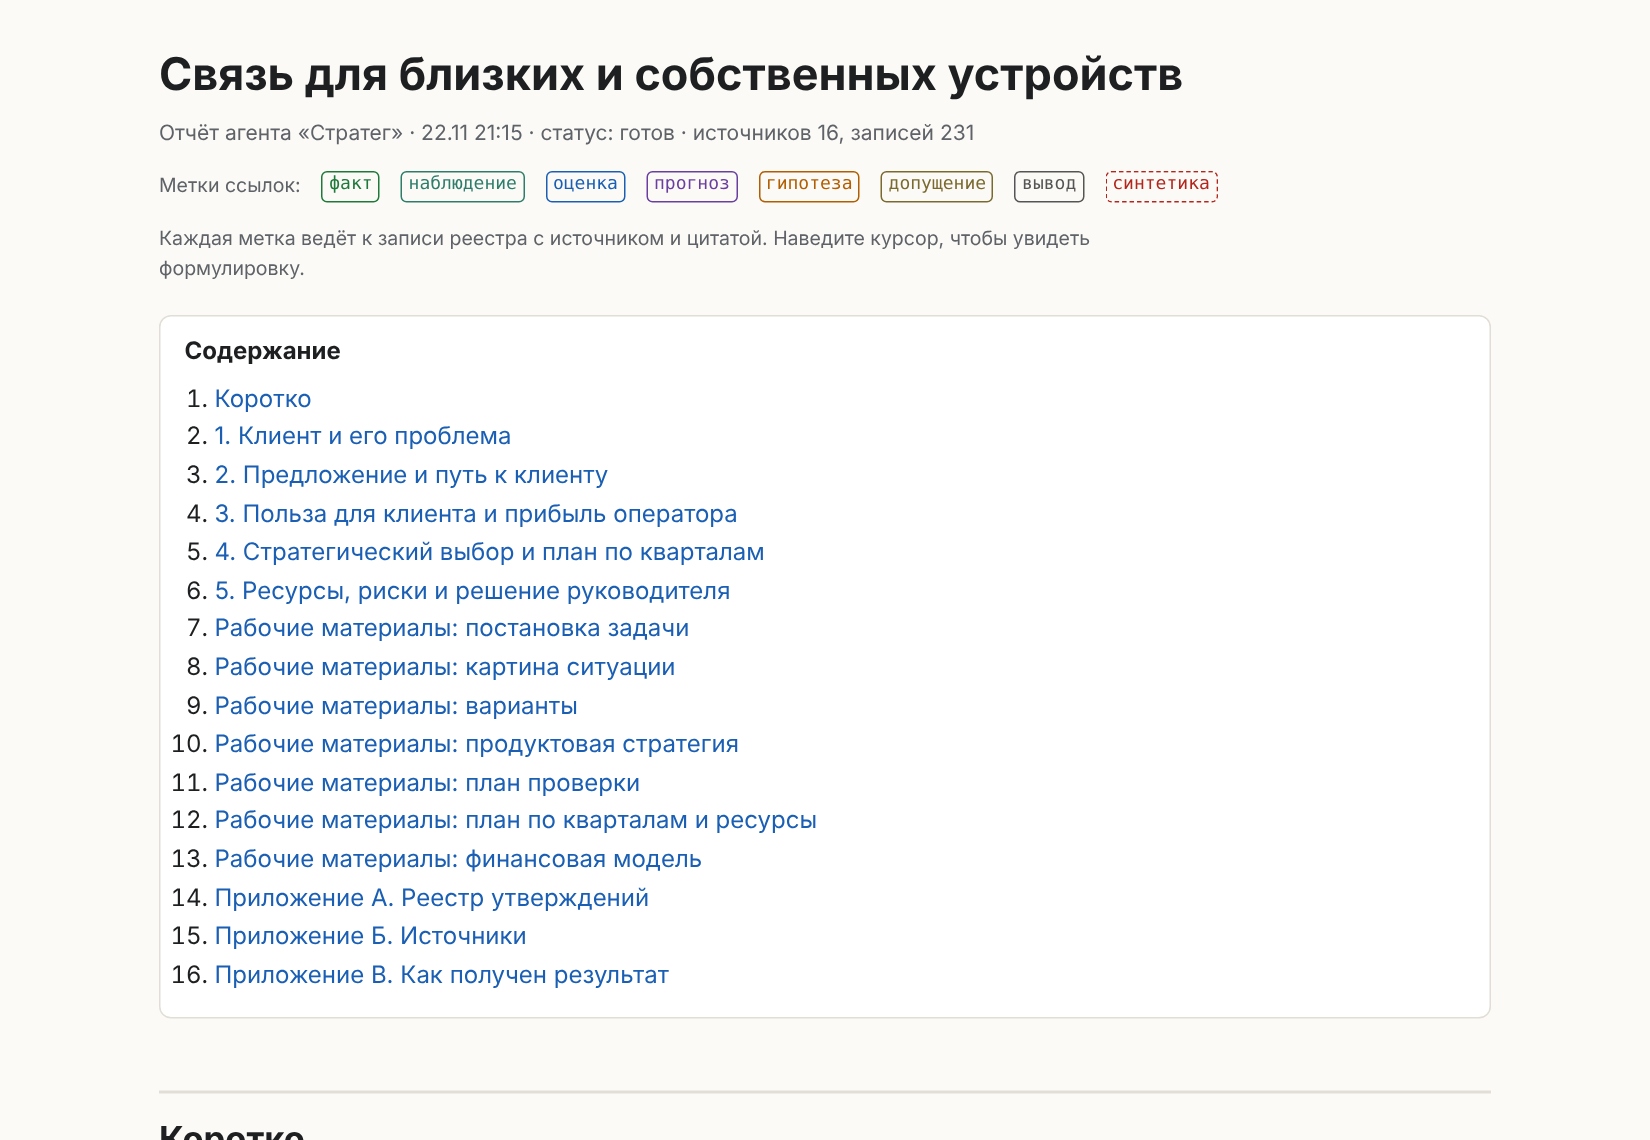 Связь для близких и собственных устройств
Отчёт агента «Стратег» · 22.11 21:15 · статус: готов · источников 16, записей 231
Метки ссылок: факт наблюдение оценка прогноз гипотеза допущение вывод синтетика
Каждая метка ведёт к записи реестра с источником и цитатой. Наведите курсор, чтобы увидеть
формулировку.
Содержание
1. Коротко
2. 1. Клиент и его проблема
3. 2. Предложение и путь к клиенту
4. 3. Польза для клиента и прибыль оператора
5. 4. Стратегический выбор и план по кварталам
6. 5. Ресурсы, риски и решение руководителя
7. Рабочие материалы: постановка задачи
8. Рабочие материалы: картина ситуации
9. Рабочие материалы: варианты
10. Рабочие материалы: продуктовая стратегия
11. Рабочие материалы: план проверки
12. Рабочие материалы: план по кварталам и ресурсы
13. Рабочие материалы: финансовая модель
14. Приложение А. Реестр утверждений
15. Приложение Б. Источники
16. Приложение В. Как получен результат
Коротко